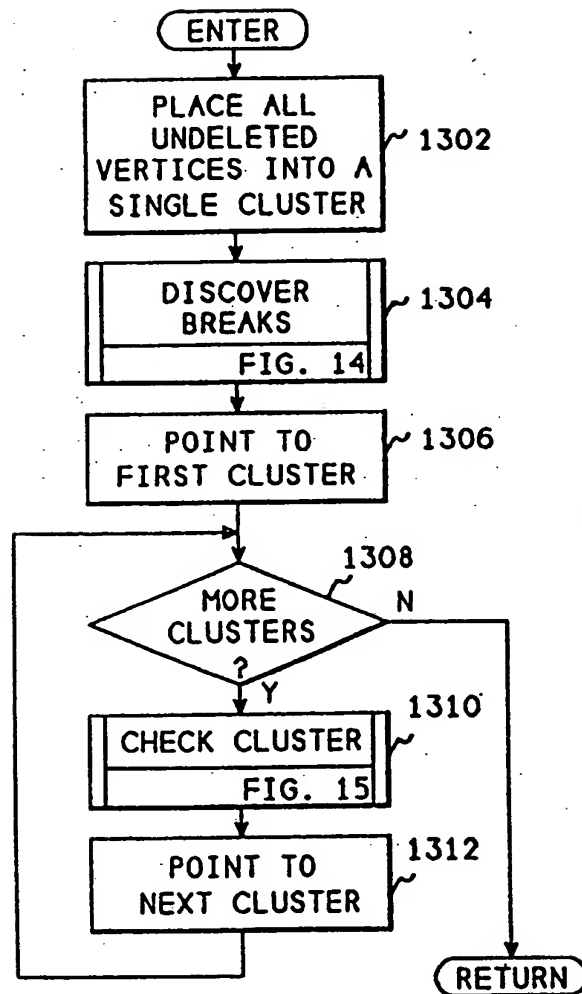 ENTER
PLACE ALL
UNDELETED
VERTICES INTO A
SINGLE CLUSTER
1302
DISCOVER
BREAKS
FIG. 14
1304
POINT TO
FIRST CLUSTER
1306
1308
MORE
CLUSTERS
?
N
Y
CHECK CLUSTER
FIG. 15
1310
POINT TO
NEXT CLUSTER
1312
RETURN